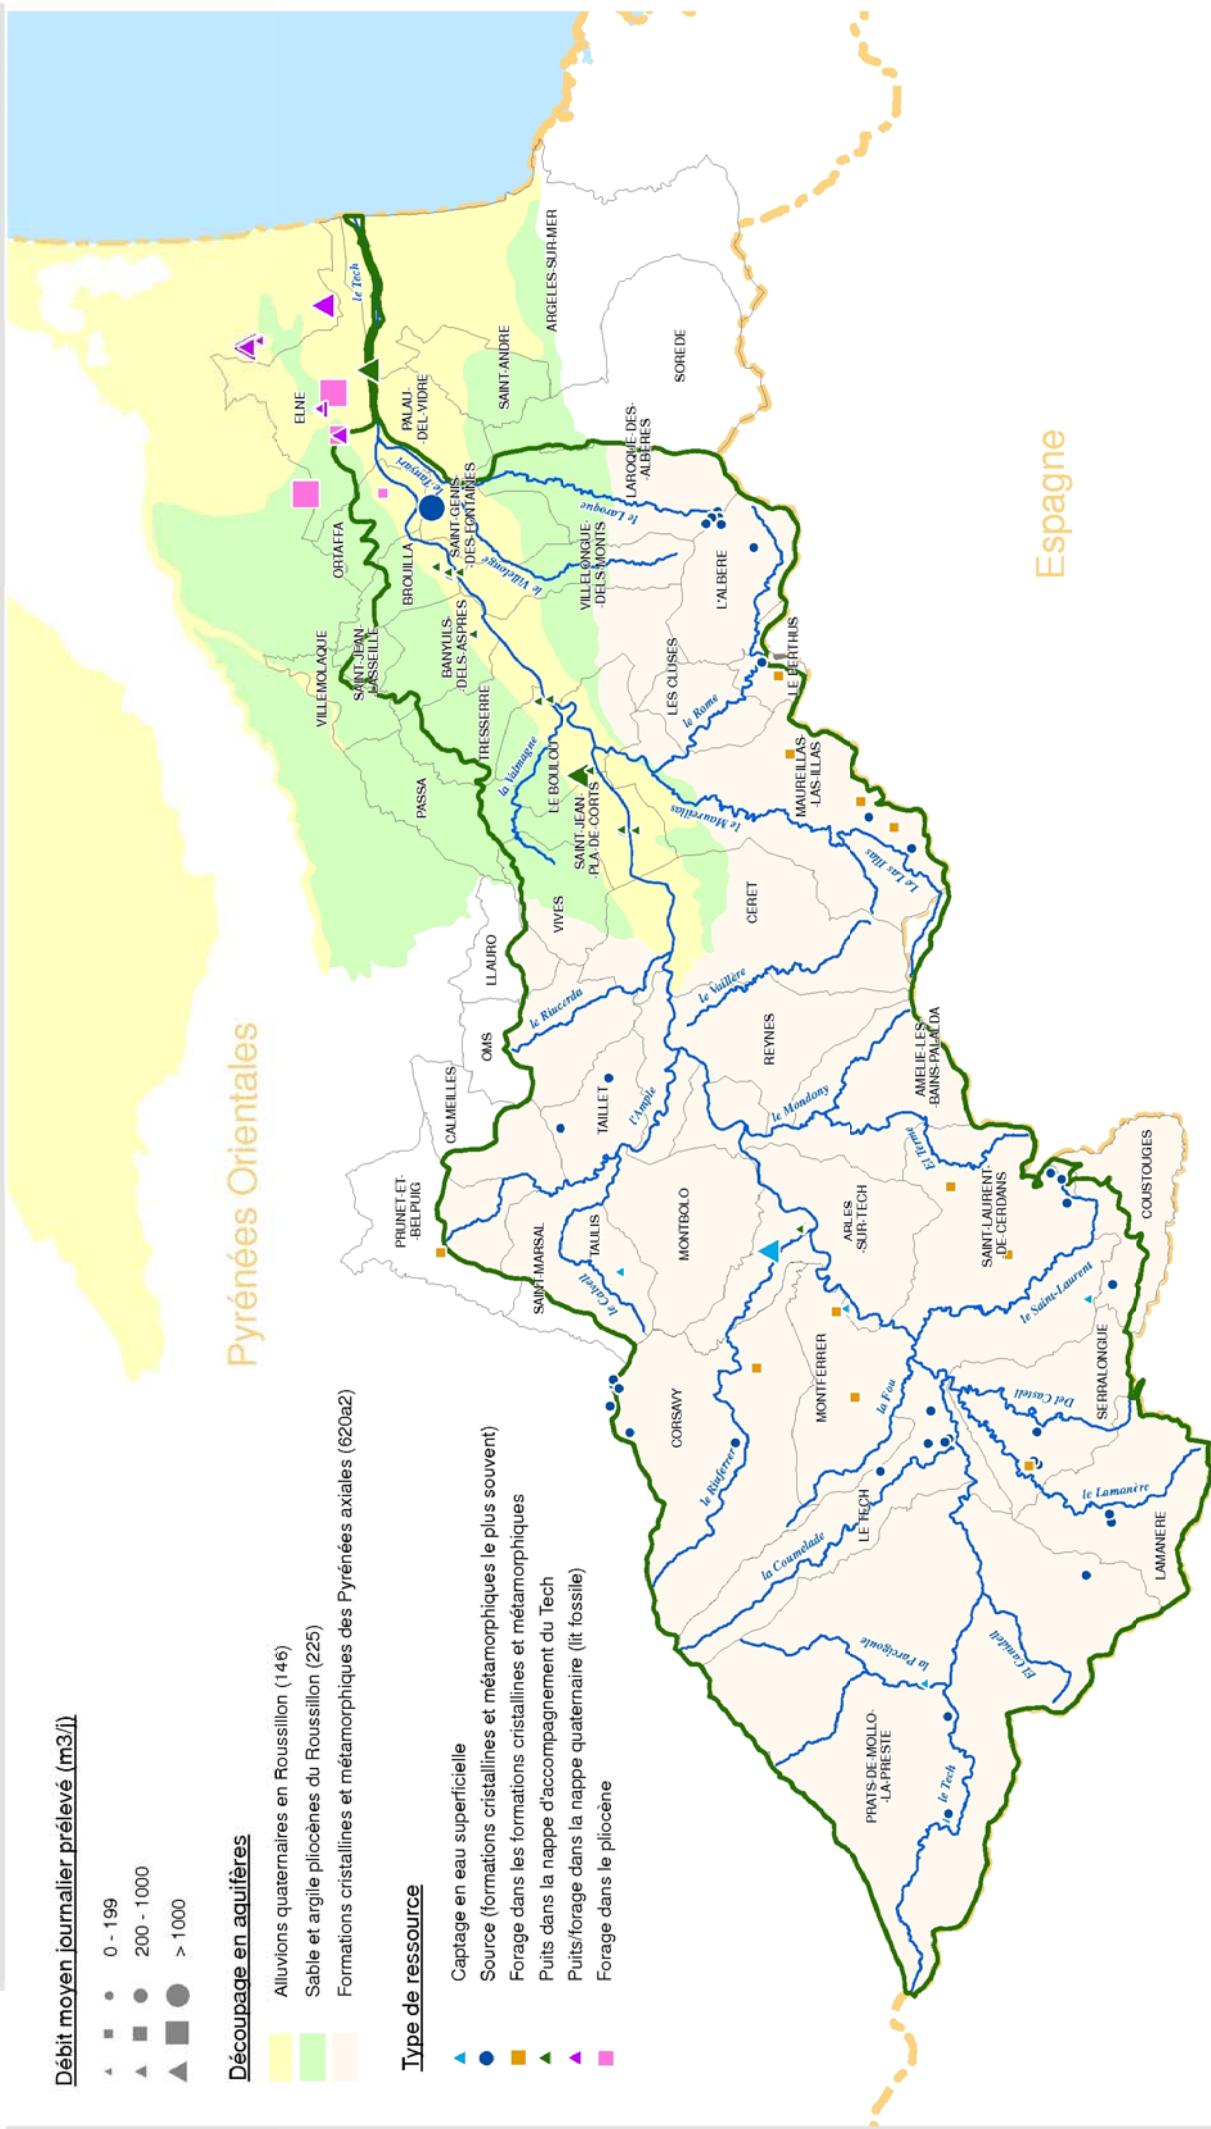 Débit moyen journalier prélevé (m3/j)
0 - 199
200 - 1000
> 1000
Découpage en aquifères
Alluvions quaternaires en Roussillon (146)
Sable et argile pliocènes du Roussillon (225)
Formations cristallines et métamorphiques des Pyrénées axiales (620a2)
Type de ressource
Captage en eau superficielle
Source (formations cristallines et métamorphiques le plus souvent)
Forage dans les formations cristallines et métamorphiques
Puits dans la nappe d'accompagnement du Tech
Puits/forage dans la nappe quaternaire (lit fossile)
Forage dans le pliocène
Pyrénées Orientales
Espagne
PRUNET-ET-
-BELPUIG
CALMEILLES
OMS
LLAURO
VIVES
PASSA
VILLEMOLAQUE
SAINT-JEAN-
LASSEILLE
TRESSERRE
BANYULS-
-DELS-ASPRES
BROUILLA
ORTAFFA
ELNE
PALAU-
-DEL-VIDRE
SAINT-ANDRE
ARGELES-SUR-MER
SOREDE
LAROQUE-DES-
-ALBERES
SAINT-GENIS-
-DES-FONTAINES
VILLELONGUE-
-DELS-MONTS
L'ALBERE
LES CLUSES
LE PERTHUS
MAUREILLAS-
-LAS-ILLAS
LE BOULOU
SAINT-JEAN-
-PLA-DE-CORTS
CERET
REYNES
AMELIE-LES-
-BAINS-PALALDA
TAILLET
SAINT-MARSAL
TAULIS
MONTBOLO
ARLES
-SUR-TECH
SAINT-LAURENT-
-DE-CERDANS
COUSTOUGES
CORSAVY
MONTFERRER
SERRALONGUE
LE TECH
LAMANERE
PRATS-DE-MOLLO-
-LA-PRESTE
le Tech
le Tanyari
le Laroque
le Villelongue
le Rome
la Valmagne
le Maureillas
Le Las Illas
le Vaillère
le Riucerda
l'Ample
le Mondony
El Terme
le Calvell
le Saint-Laurent
la Fou
Del Castell
le Riuferrer
le Lamanère
la Coumelade
la Parcigoule
El Canidell
le Tech